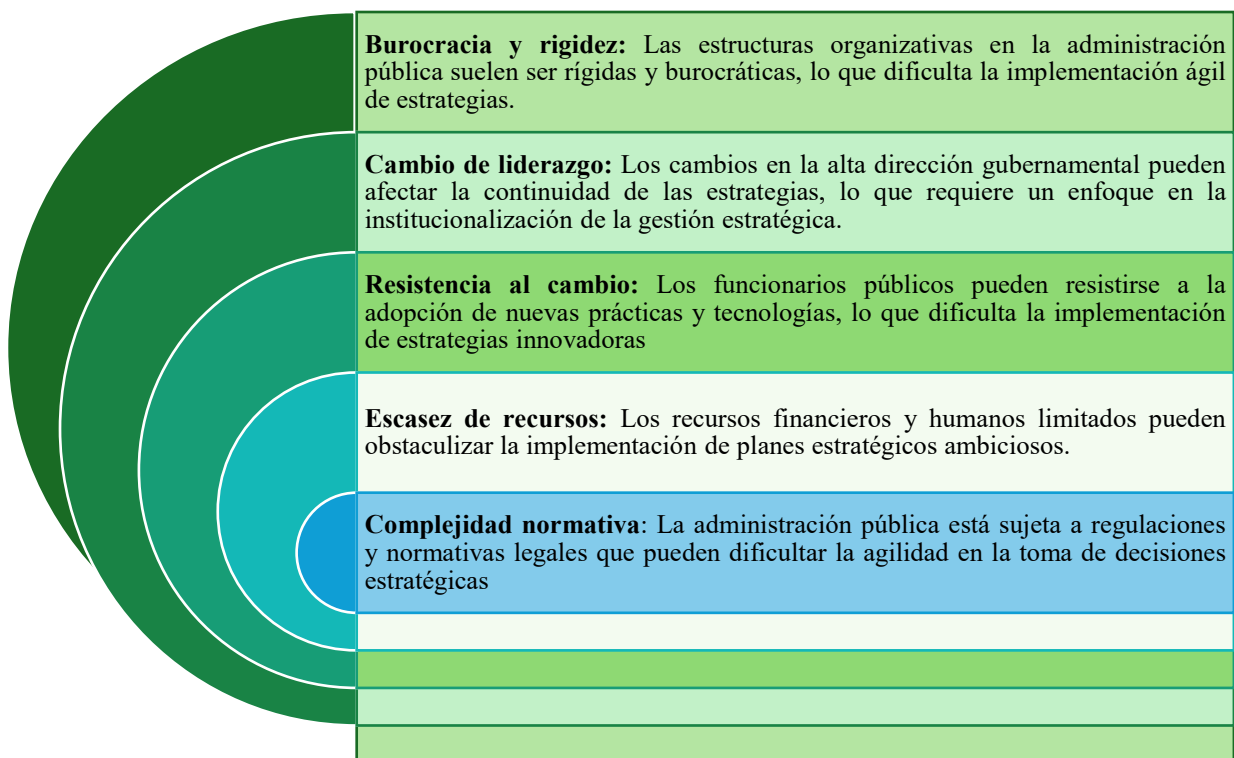 Burocracia y rigidez: Las estructuras organizativas en la administración
pública suelen ser rígidas y burocráticas, lo que dificulta la implementación ágil
de estrategias.
Cambio de liderazgo: Los cambios en la alta dirección gubernamental pueden
afectar la continuidad de las estrategias, lo que requiere un enfoque en la
institucionalización de la gestión estratégica.
Resistencia al cambio: Los funcionarios públicos pueden resistirse a la
adopción de nuevas prácticas y tecnologías, lo que dificulta la implementación
de estrategias innovadoras
Escasez de recursos: Los recursos financieros y humanos limitados pueden
obstaculizar la implementación de planes estratégicos ambiciosos.
Complejidad normativa: La administración pública está sujeta a regulaciones
y normativas legales que pueden dificultar la agilidad en la toma de decisiones
estratégicas